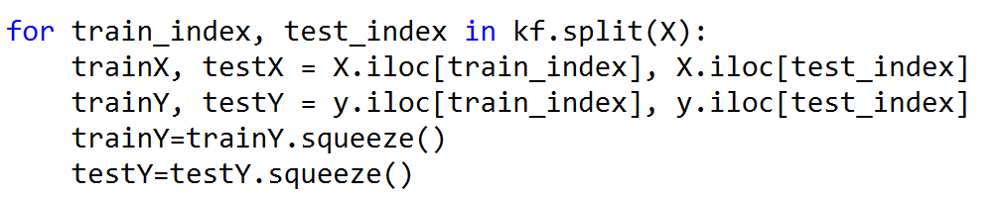 for train_index, test_index in kf.split(X):
    trainX, testX = X.iloc[train_index], X.iloc[test_index]
    trainY, testY = y.iloc[train_index], y.iloc[test_index]
    trainY=trainY.squeeze()
    testY=testY.squeeze()